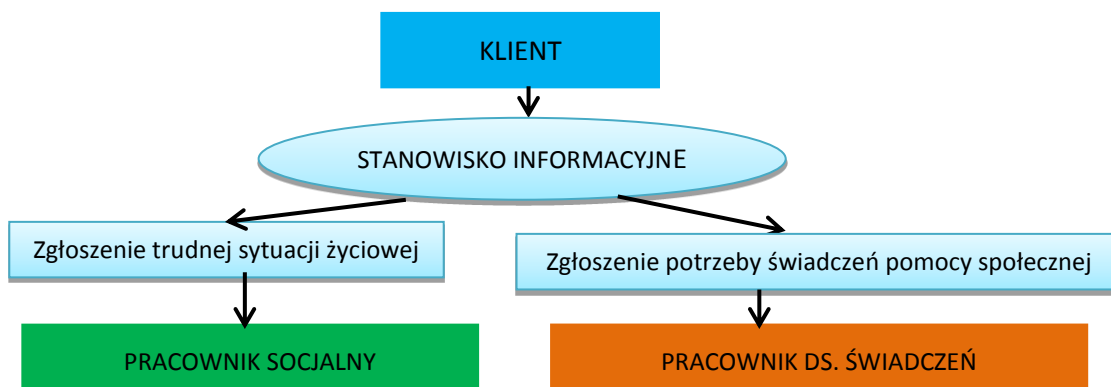 KLIENT
STANOWISKO INFORMACYJNE
Zgłoszenie trudnej sytuacji życiowej
Zgłoszenie potrzeby świadczeń pomocy społecznej
PRACOWNIK SOCJALNY
PRACOWNIK DS. ŚWIADCZEŃ